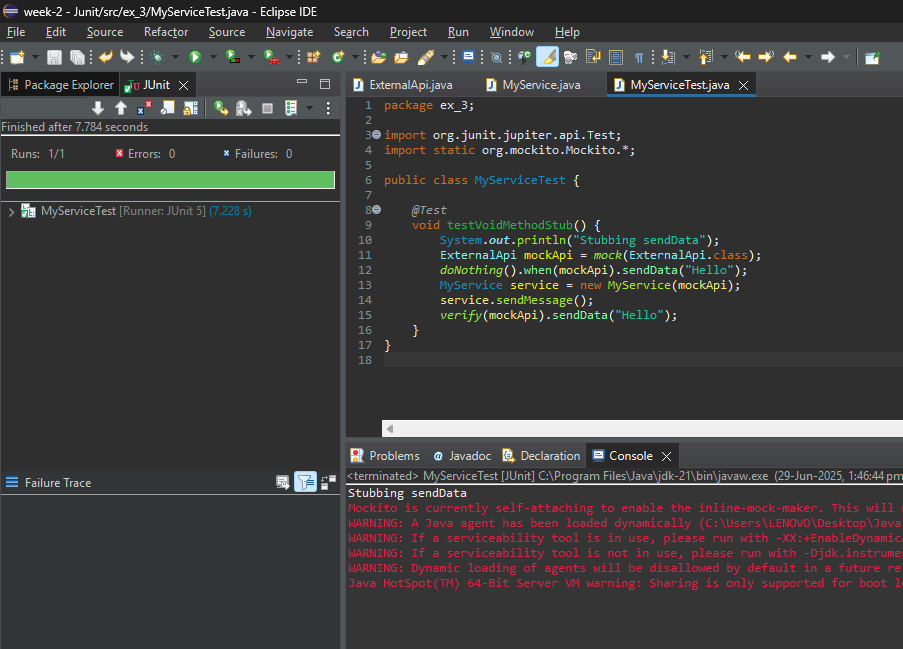 week-2 - Junit/src/ex_3/MyServiceTest.java - Eclipse IDE
File Edit Source Refactor Source Navigate Search Project Run Window Help
Package Explorer JUnit
ExternalApi.java MyService.java MyServiceTest.java
Finished after 7.784 seconds
Runs: 1/1 Errors: 0 Failures: 0
MyServiceTest [Runner: JUnit 5] (7.228 s)
1 package ex_3;
2
3 import org.junit.jupiter.api.Test;
4 import static org.mockito.Mockito.*;
5
6 public class MyServiceTest {
7
8 @Test
9 void testVoidMethodStub() {
10 System.out.println("Stubbing sendData");
11 ExternalApi mockApi = mock(ExternalApi.class);
12 doNothing().when(mockApi).sendData("Hello");
13 MyService service = new MyService(mockApi);
14 service.sendMessage();
15 verify(mockApi).sendData("Hello");
16 }
17 }
18
Failure Trace
Problems Javadoc Declaration Console
<terminated> MyServiceTest [JUnit] C:\Program Files\Java\jdk-21\bin\javaw.exe (29-Jun-2025, 1:46:44 pm
Stubbing sendData
Mockito is currently self-attaching to enable the inline-mock-maker. This will
WARNING: A Java agent has been loaded dynamically (C:\Users\LENOVO\Desktop\Java
WARNING: If a serviceability tool is in use, please run with -XX:+EnableDynamic
WARNING: If a serviceability tool is not in use, please run with -Djdk.instrume
WARNING: Dynamic loading of agents will be disallowed by default in a future re
Java HotSpot(TM) 64-Bit Server VM warning: Sharing is only supported for boot l